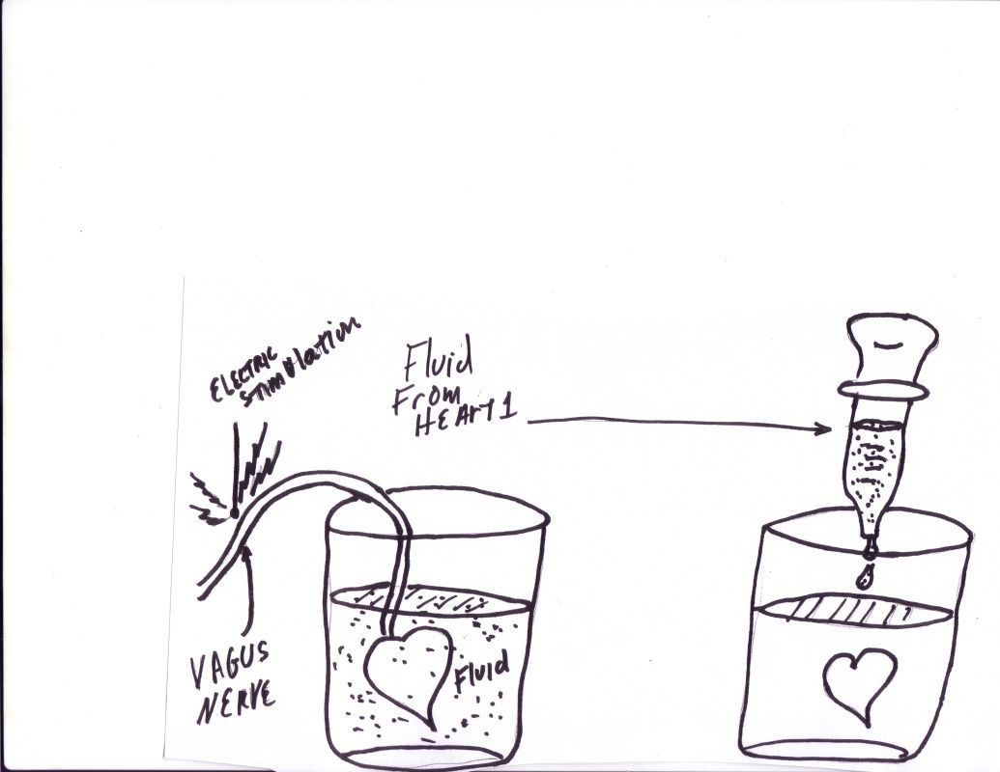 ELECTRIC
STIMulation
Fluid
From
HEArT 1
VAGUS
NERVE
Fluid